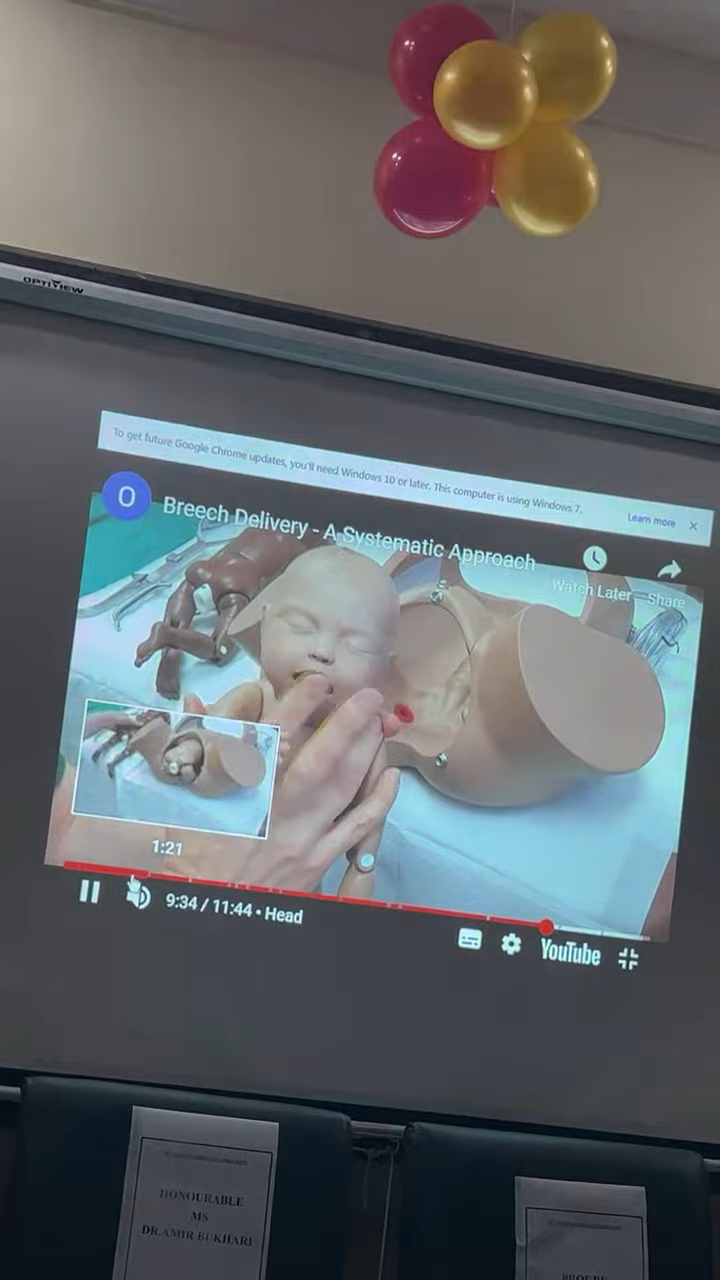 OPTIVIEW
To get future Google Chrome updates, you'll need Windows 10 or later. This computer is using Windows 7.
Learn more
O
Breech Delivery - A Systematic Approach
Watch Later
Share
1:21
9:34 / 11:44 • Head
YouTube
HONOURABLE
MS
DR.AMIR BUKHARI